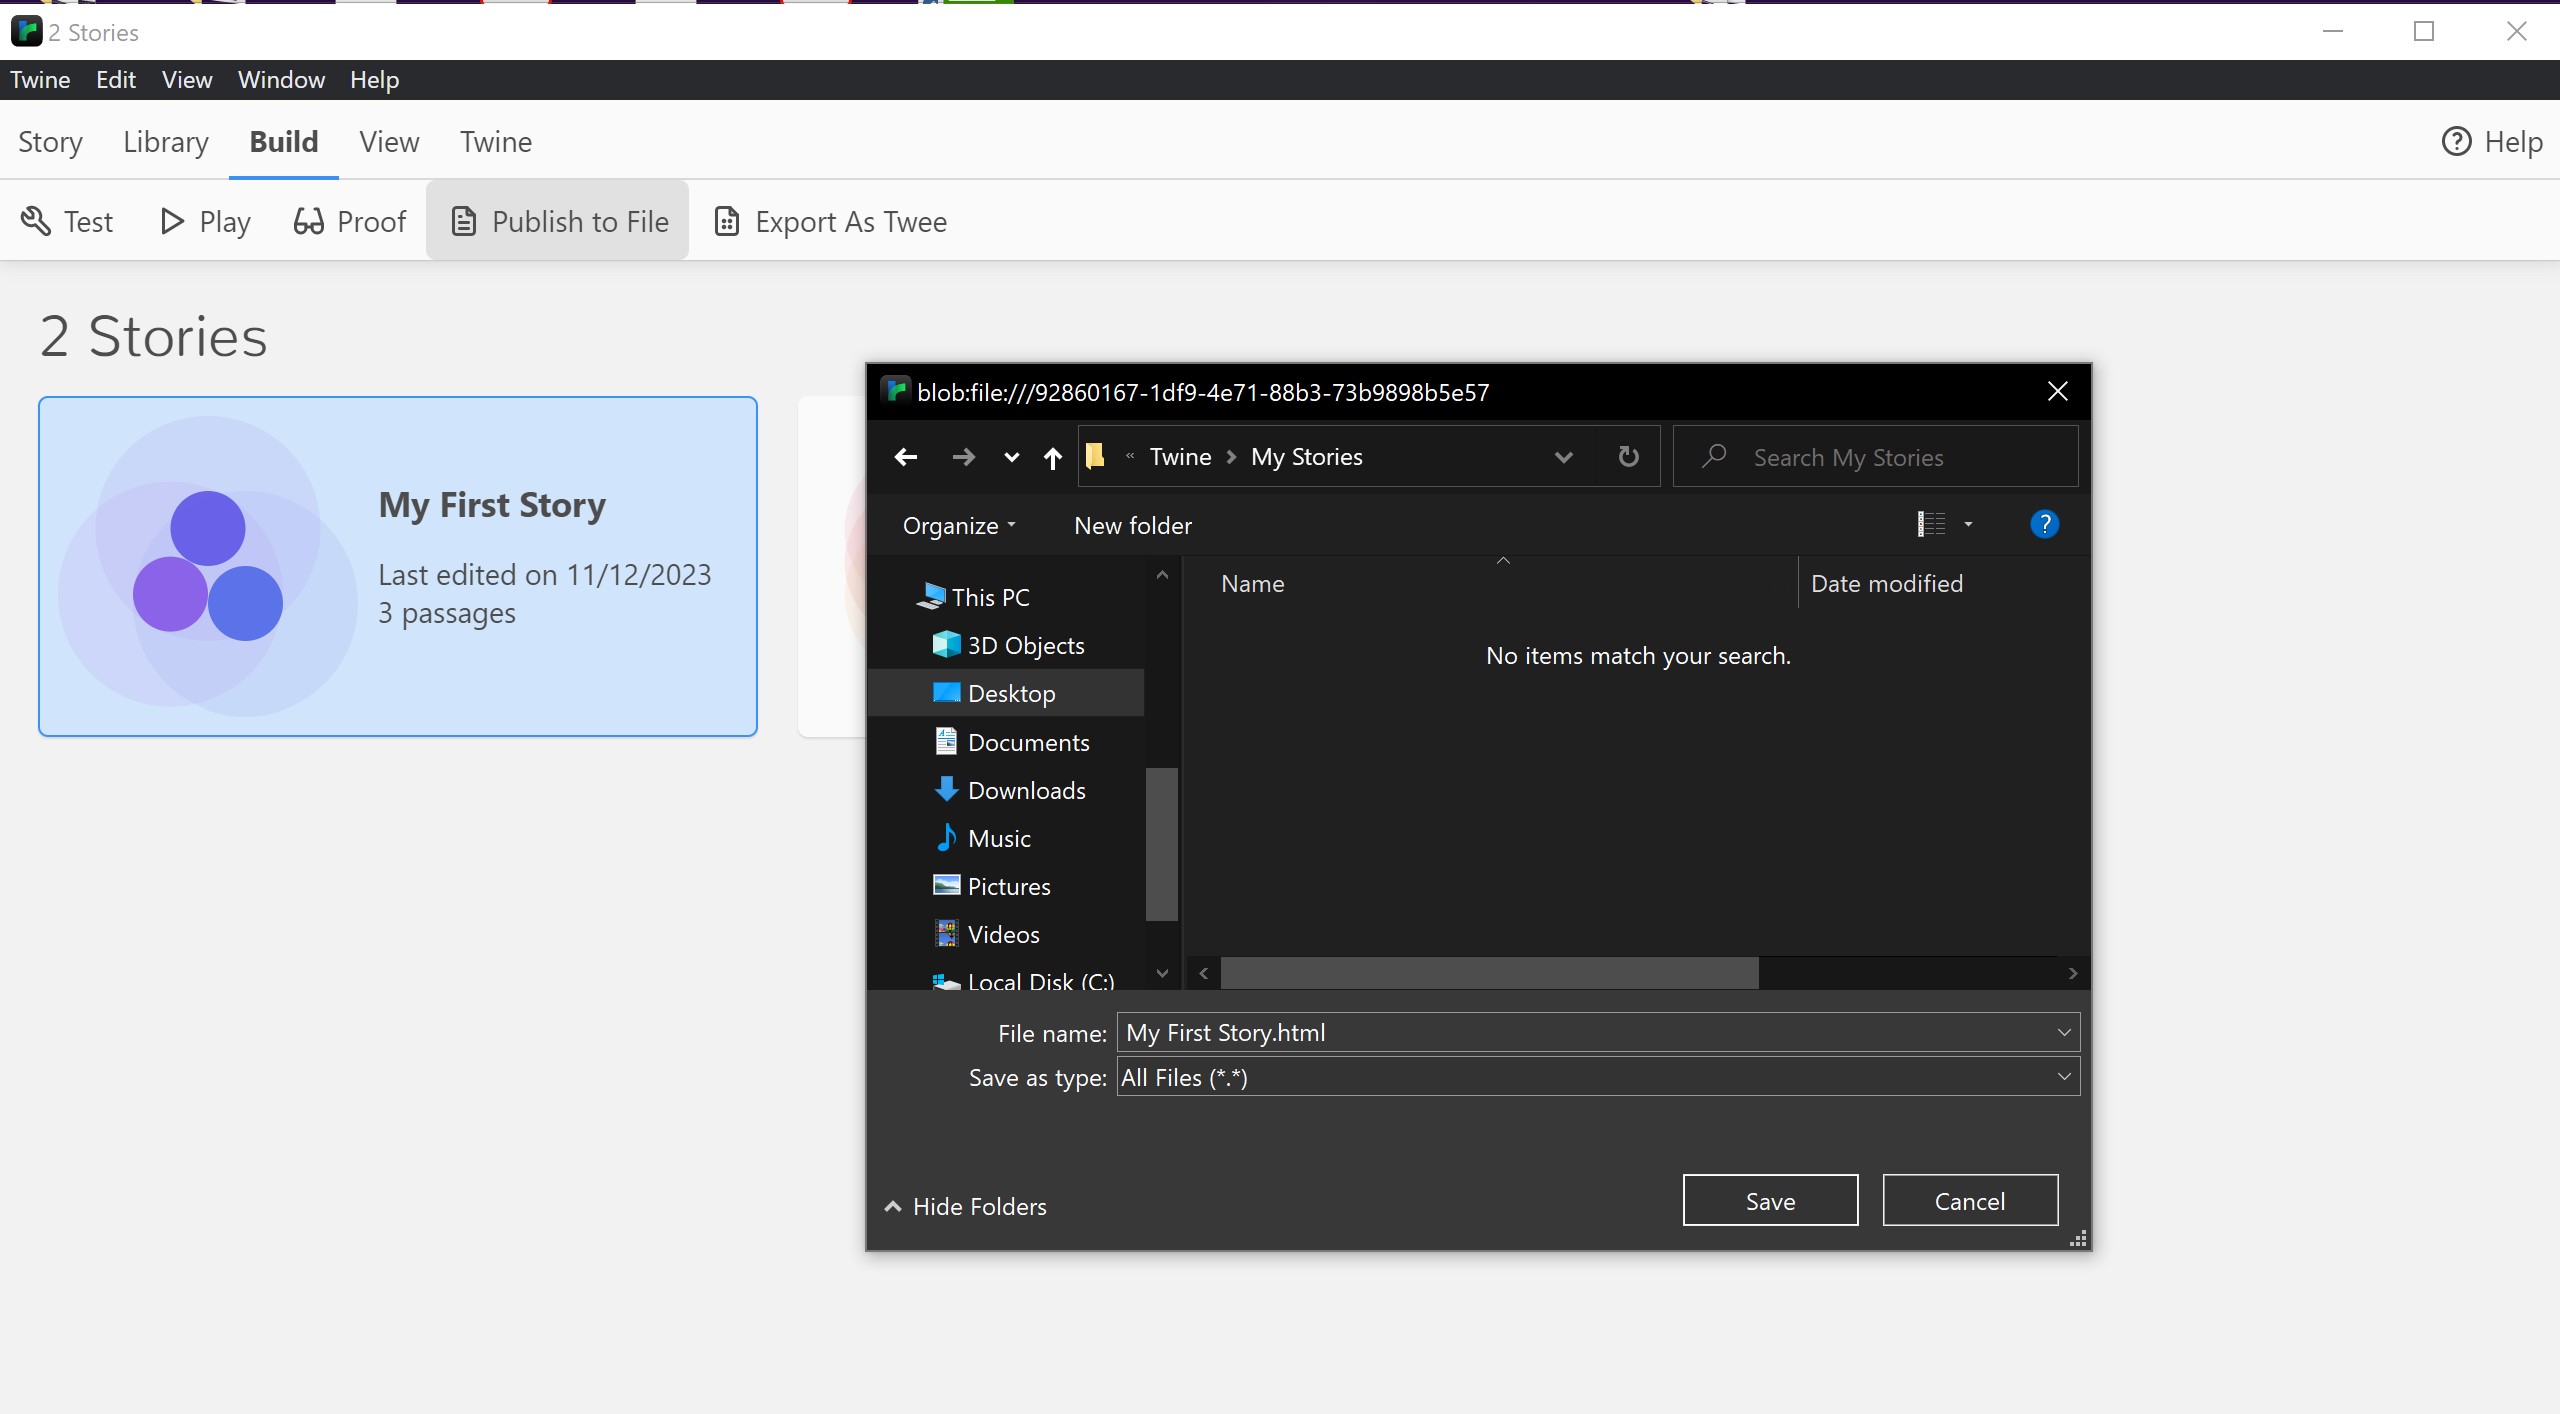 2 Stories
Twine Edit View Window Help
Story Library Build View Twine Help
Test Play Proof Publish to File Export As Twee
2 Stories
My First Story
Last edited on 11/12/2023
3 passages
blob:file:///92860167-1df9-4e71-88b3-73b9898b5e57
« Twine > My Stories Search My Stories
Organize New folder ?
Name Date modified
No items match your search.
This PC
3D Objects
Desktop
Documents
Downloads
Music
Pictures
Videos
Local Disk (C:)
File name: My First Story.html
Save as type: All Files (*.*)
Hide Folders Save Cancel